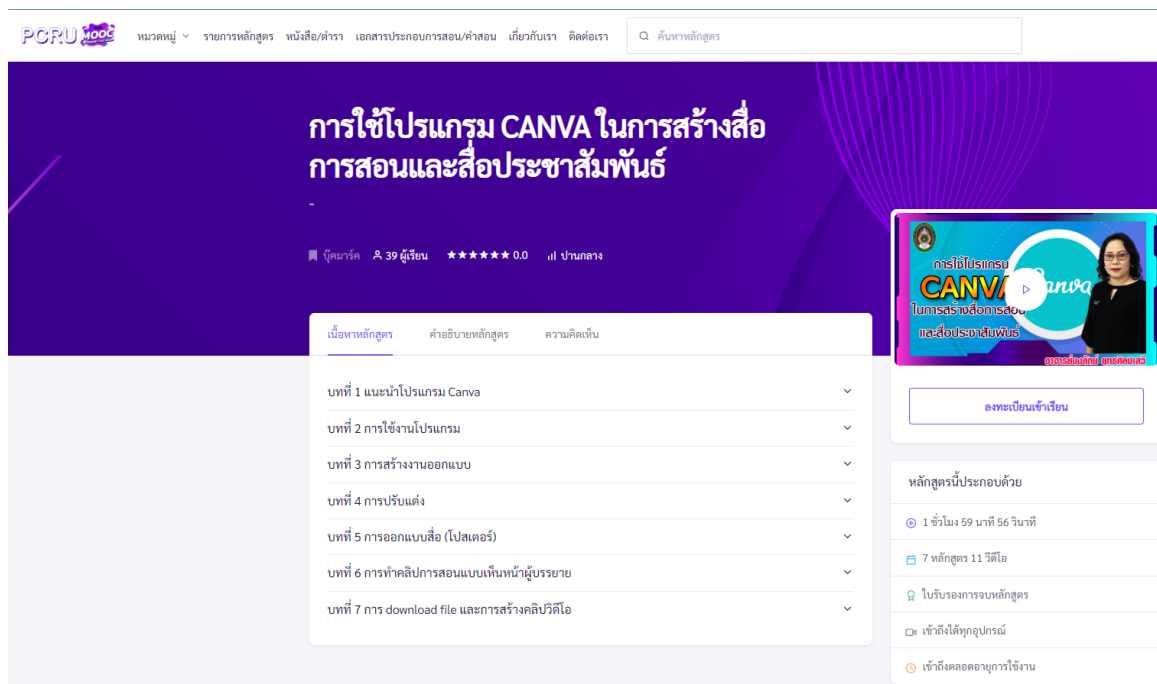 PCRU MOOC
หมวดหมู่ รายการหลักสูตร หนังสือ/ตำรา เอกสารประกอบการสอน/คำสอน เกี่ยวกับเรา ติดต่อเรา ค้นหาหลักสูตร
การใช้โปรแกรม CANVA ในการสร้างสื่อ
การสอนและสื่อประชาสัมพันธ์
-
บุ๊คมาร์ค 39 ผู้เรียน ★★★★★★ 0.0 ปานกลาง
การใช้โปรแกรม
CANVA
ในการสร้างสื่อการสอน
และสื่อประชาสัมพันธ์
ลงทะเบียนเข้าเรียน
เนื้อหาหลักสูตร คำอธิบายหลักสูตร ความคิดเห็น
บทที่ 1 แนะนำโปรแกรม Canva
บทที่ 2 การใช้งานโปรแกรม
บทที่ 3 การสร้างงานออกแบบ
บทที่ 4 การปรับแต่ง
บทที่ 5 การออกแบบสื่อ (โปสเตอร์)
บทที่ 6 การทำคลิปการสอนแบบเห็นหน้าผู้บรรยาย
บทที่ 7 การ download file และการสร้างคลิปวิดีโอ
หลักสูตรนี้ประกอบด้วย
1 ชั่วโมง 59 นาที 56 วินาที
7 หลักสูตร 11 วีดีโอ
ใบรับรองการจบหลักสูตร
เข้าถึงได้ทุกอุปกรณ์
เข้าถึงตลอดอายุการใช้งาน